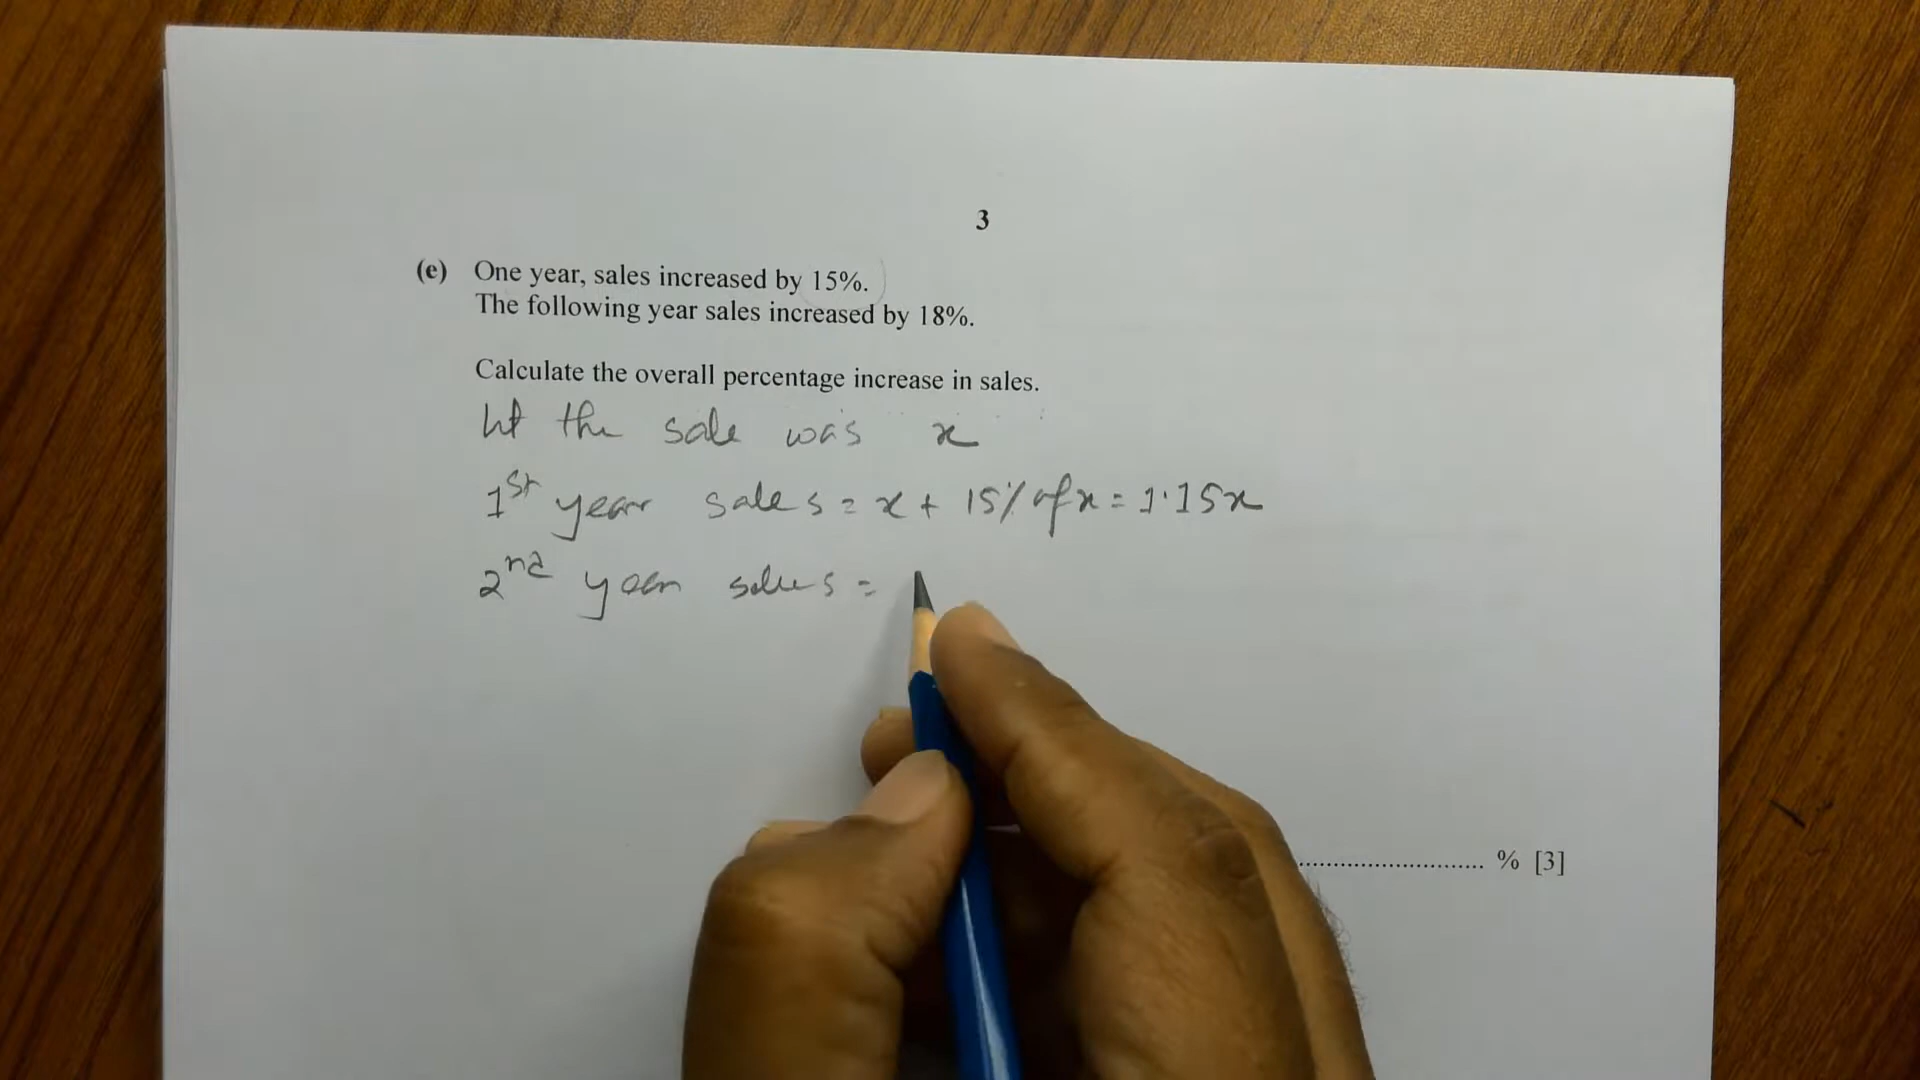 3
(e) One year, sales increased by 15%.
The following year sales increased by 18%.
Calculate the overall percentage increase in sales.
let the sale was x
1st year sales = x + 15% of x = 1.15x
2nd year sales =
.......................... % [3]